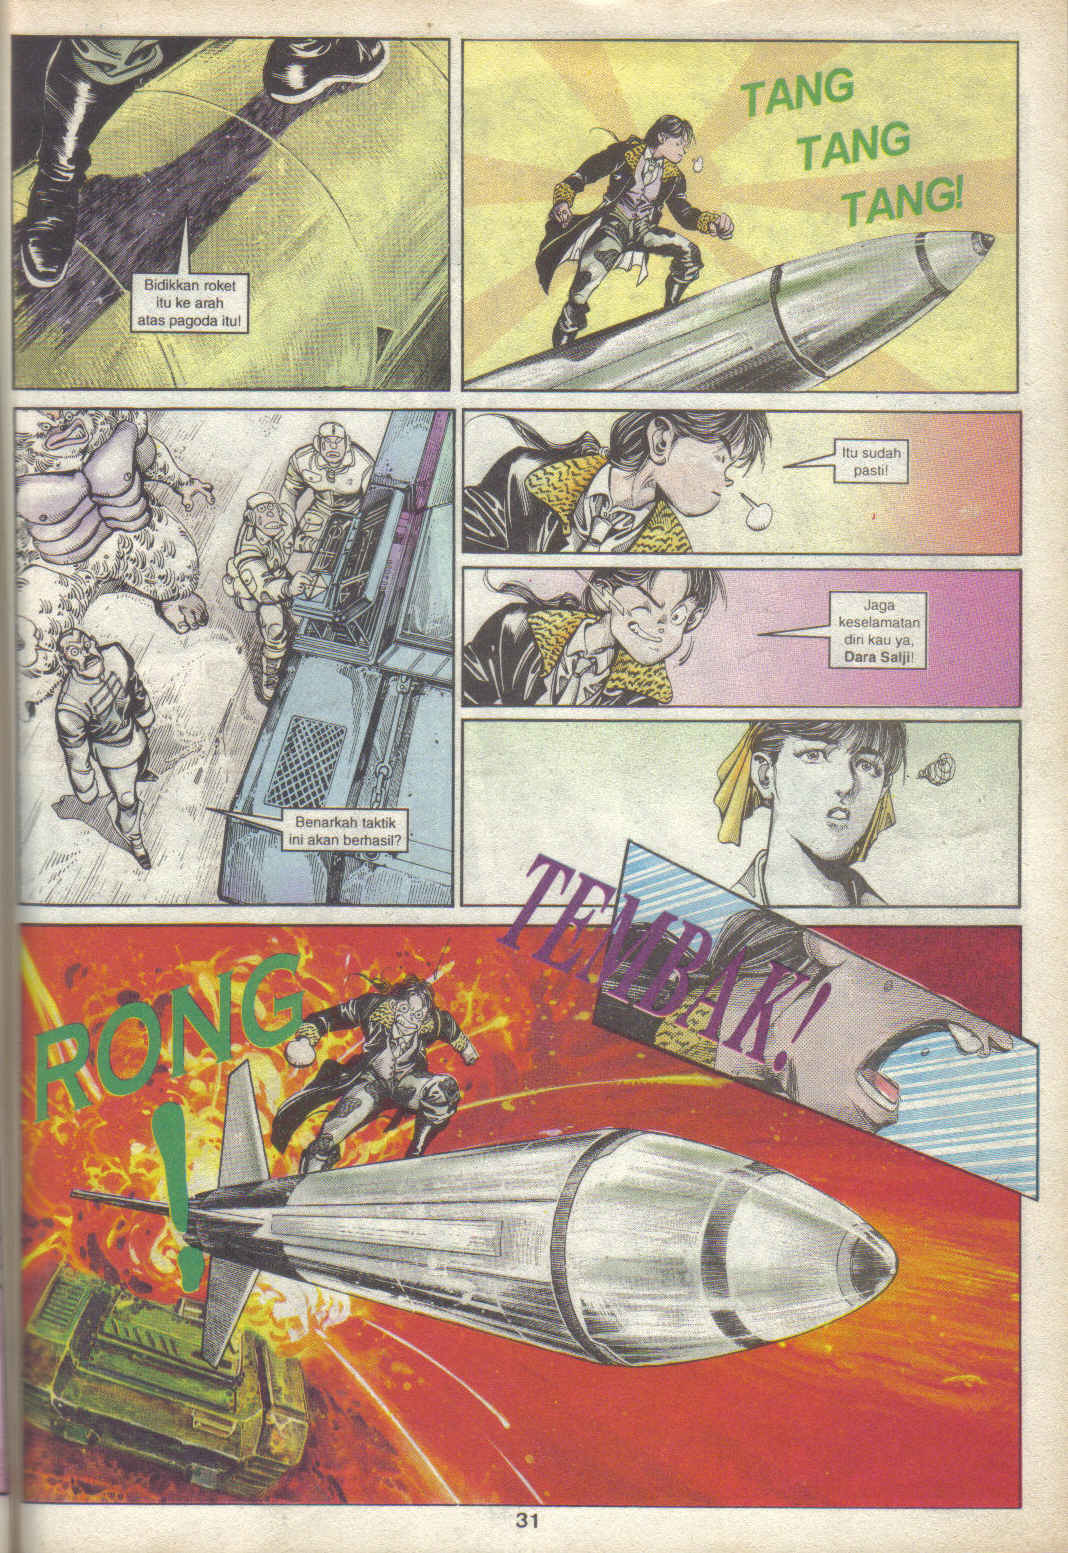 Bidikkan roket
itu ke arah
atas pagoda itu!
TANG
TANG
TANG!
Benarkah taktik
ini akan berhasil?
Itu sudah
pasti!
Jaga
keselamatan
diri kau ya,
Dara Salji!
TEMBAK!
RONG
!
31